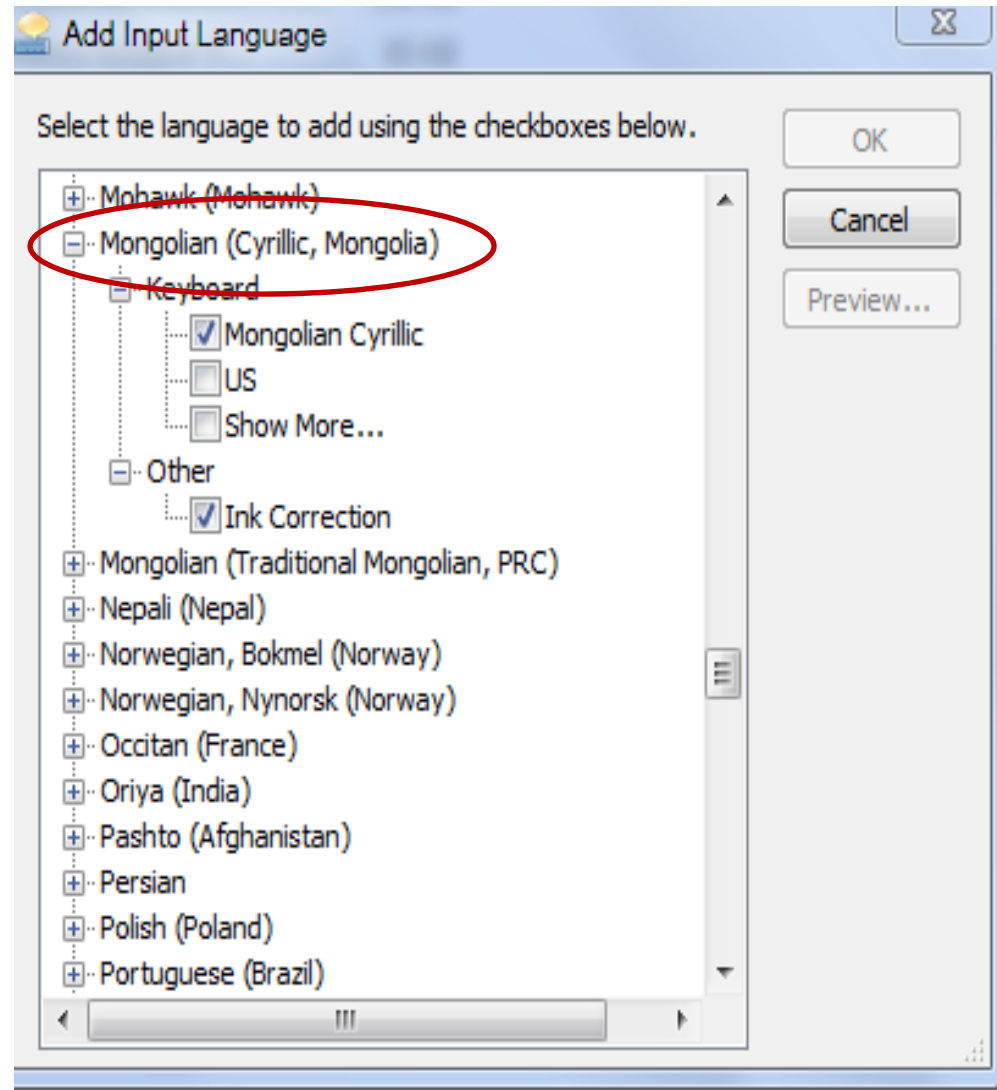 Add Input Language
Select the language to add using the checkboxes below.
OK
Mohawk (Mohawk)
Cancel
Mongolian (Cyrillic, Mongolia)
Keyboard
Preview...
Mongolian Cyrillic
US
Show More...
Other
Ink Correction
Mongolian (Traditional Mongolian, PRC)
Nepali (Nepal)
Norwegian, Bokmel (Norway)
Norwegian, Nynorsk (Norway)
Occitan (France)
Oriya (India)
Pashto (Afghanistan)
Persian
Polish (Poland)
Portuguese (Brazil)